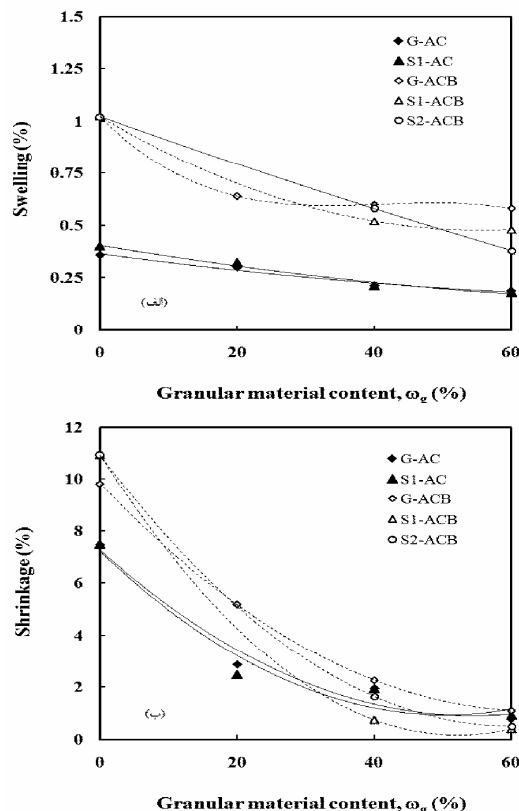 1.5
1.25
1
0.75
0.5
0.25
0
Swelling (%)
G-AC
S1-AC
G-ACB
S1-ACB
S2-ACB
(الف)
0 20 40 60
Granular material content, ωg (%)
12
10
8
6
4
2
0
Shrinkage (%)
G-AC
S1-AC
G-ACB
S1-ACB
S2-ACB
(ب)
0 20 40 60
Granular material content, ωg (%)